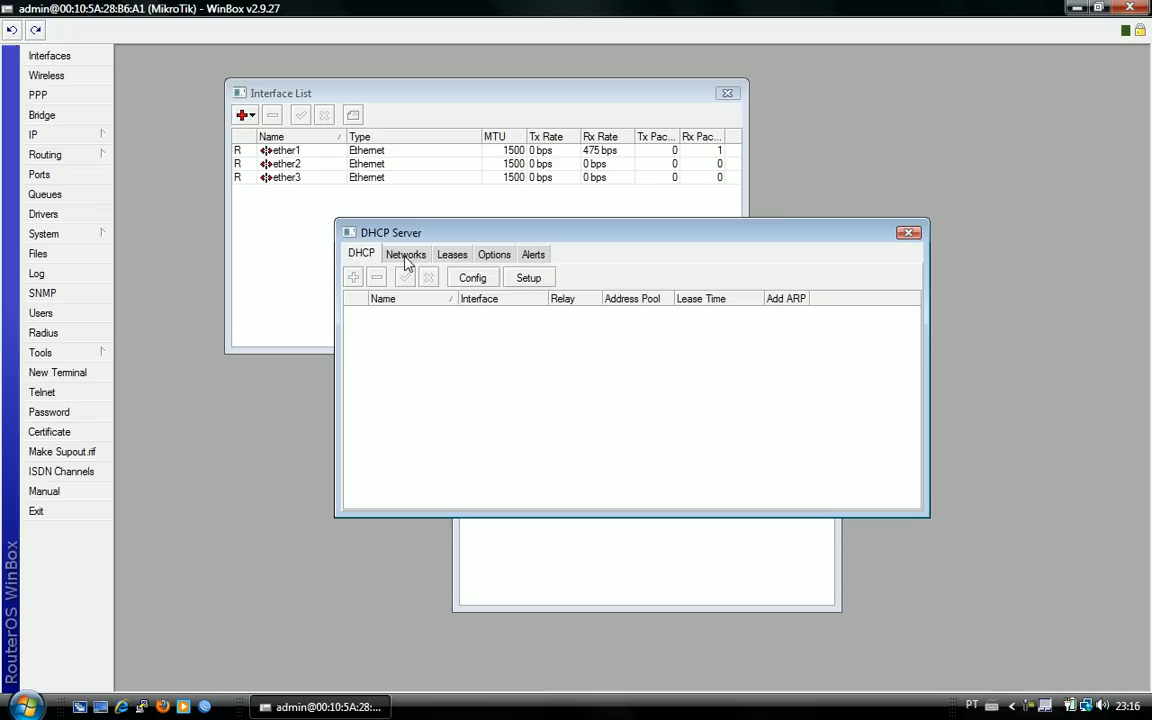 admin@00:10:5A:28:B6:A1 (MikroTik) - WinBox v2.9.27
Interfaces
Wireless
PPP
Bridge
IP
Routing
Ports
Queues
Drivers
System
Files
Log
SNMP
Users
Radius
Tools
New Terminal
Telnet
Password
Certificate
Make Supout.rif
ISDN Channels
Manual
Exit
RouterOS WinBox
Interface List
Name Type MTU Tx Rate Rx Rate Tx Pac... Rx Pac...
R ether1 Ethernet 1500 0 bps 475 bps 0 1
R ether2 Ethernet 1500 0 bps 0 bps 0 0
R ether3 Ethernet 1500 0 bps 0 bps 0 0
DHCP Server
DHCP Networks Leases Options Alerts
Config Setup
Name Interface Relay Address Pool Lease Time Add ARP
admin@00:10:5A:28:... PT 23:16